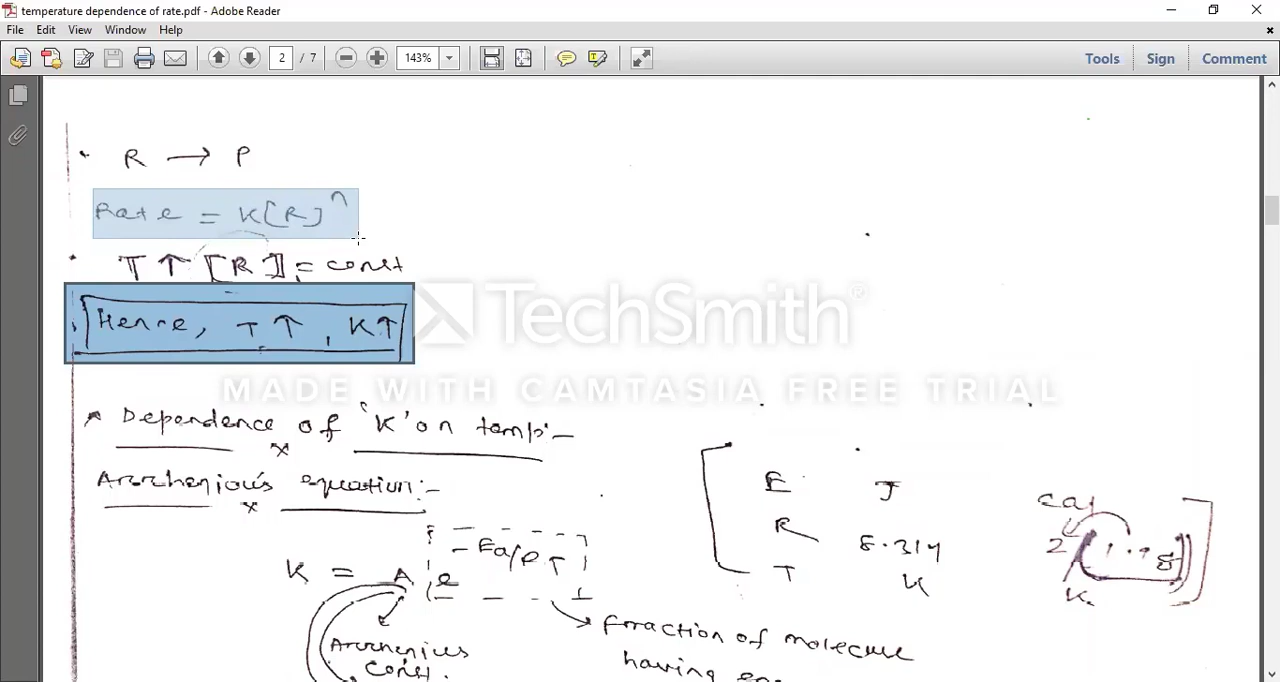 temperature dependence of rate.pdf - Adobe Reader
File Edit View Window Help
2 / 7 143% Tools Sign Comment
R → P
Rate = K[R]^n
T↑ [R] = const
Hence, T↑, K↑
TechSmith®
MADE WITH CAMTASIA FREE TRIAL
* Dependence of 'K' on temp:-
Arrhenious equation:-
E J cal
R 8.314 2 (1.98)
T K K
K = A e^-Ea/RT
Arrhenius const.
fraction of molecule
having